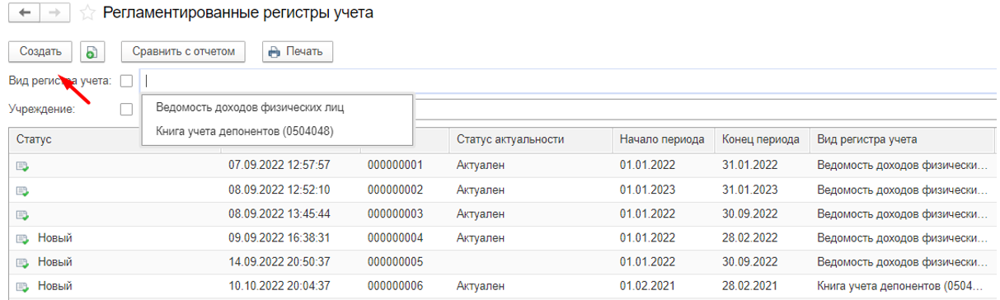 Регламентированные регистры учета
Создать Сравнить с отчетом Печать
Вид регистра учета:
Ведомость доходов физических лиц
Учреждение:
Книга учета депонентов (0504048)
Статус Статус актуальности Начало периода Конец периода Вид регистра учета
07.09.2022 12:57:57 000000001 Актуален 01.01.2022 31.01.2022 Ведомость доходов физически...
08.09.2022 12:52:10 000000002 Актуален 01.01.2023 31.01.2023 Ведомость доходов физически...
08.09.2022 13:45:44 000000003 Актуален 01.01.2022 30.09.2022 Ведомость доходов физически...
Новый 09.09.2022 16:38:31 000000004 Актуален 01.01.2022 28.02.2022 Ведомость доходов физически...
Новый 14.09.2022 20:50:37 000000005 01.01.2022 30.09.2022 Ведомость доходов физически...
Новый 10.10.2022 20:04:37 000000006 Актуален 01.02.2021 28.02.2021 Книга учета депонентов (0504...